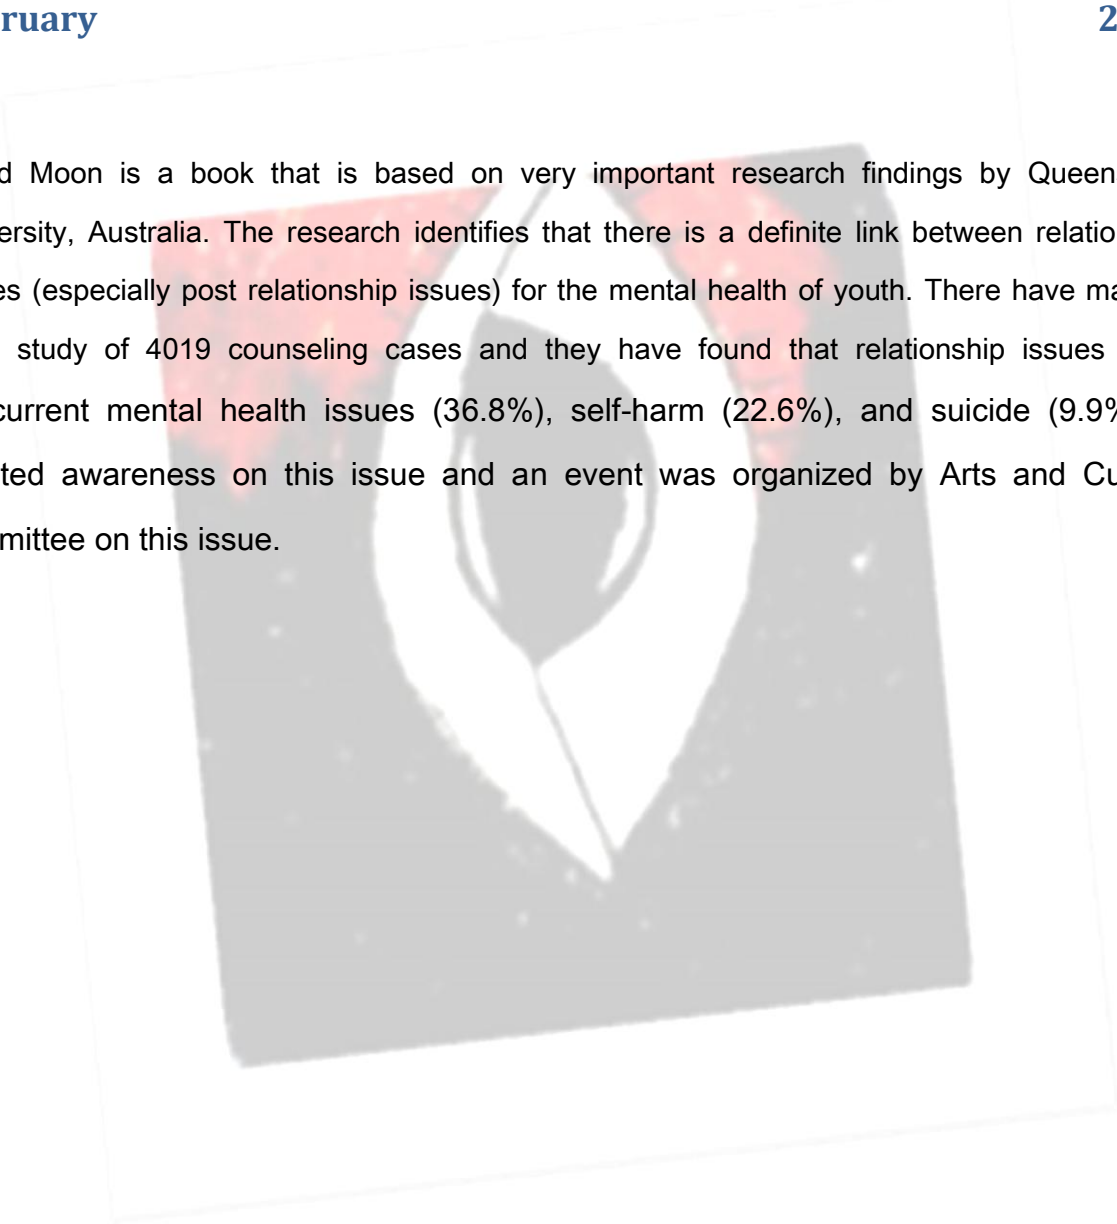 ruary 2
d Moon is a book that is based on very important research findings by Queen
ersity, Australia. The research identifies that there is a definite link between relatio
es (especially post relationship issues) for the mental health of youth. There have ma
study of 4019 counseling cases and they have found that relationship issues
current mental health issues (36.8%), self-harm (22.6%), and suicide (9.9%
ted awareness on this issue and an event was organized by Arts and Cu
mittee on this issue.